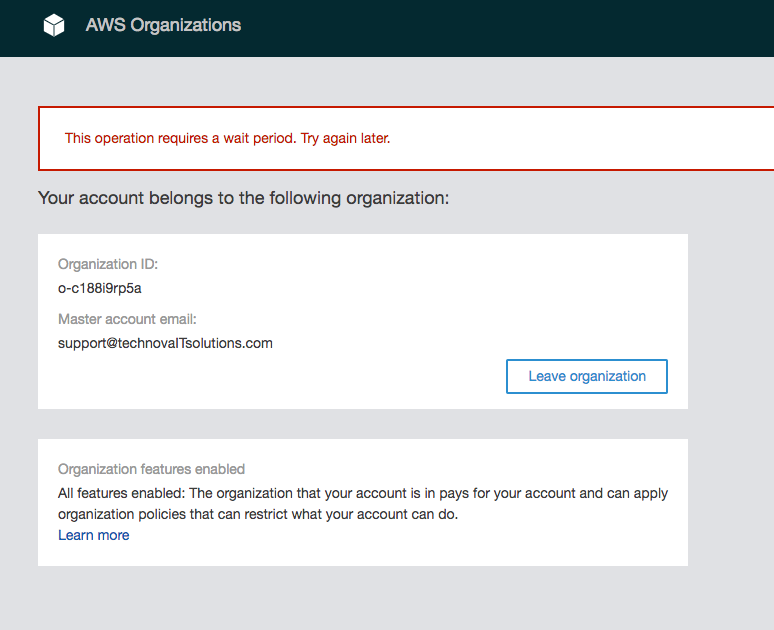 AWS Organizations
This operation requires a wait period. Try again later.
Your account belongs to the following organization:
Organization ID:
o-c188i9rp5a
Master account email:
support@technovaITsolutions.com
Leave organization
Organization features enabled
All features enabled: The organization that your account is in pays for your account and can apply
organization policies that can restrict what your account can do.
Learn more